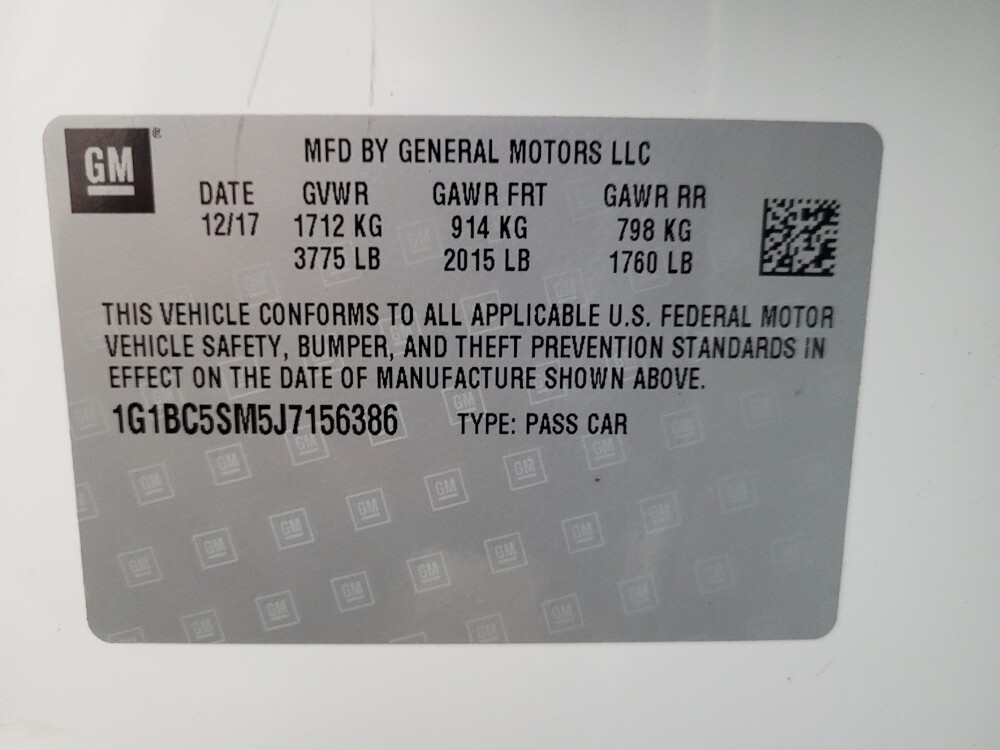 GM ®
MFD BY GENERAL MOTORS LLC
DATE GVWR GAWR FRT GAWR RR
12/17 1712 KG 914 KG 798 KG
3775 LB 2015 LB 1760 LB
THIS VEHICLE CONFORMS TO ALL APPLICABLE U.S. FEDERAL MOTOR
VEHICLE SAFETY, BUMPER, AND THEFT PREVENTION STANDARDS IN
EFFECT ON THE DATE OF MANUFACTURE SHOWN ABOVE.
1G1BC5SM5J7156386 TYPE: PASS CAR